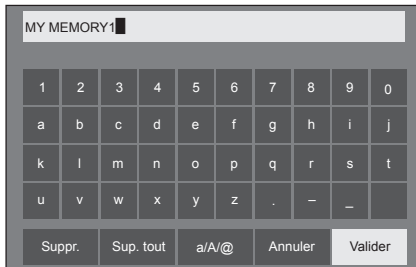 MY MEMORY1
1 2 3 4 5 6 7 8 9 0
a b c d e f g h i j
k l m n o p q r s t
u v w x y z . – _
Suppr. Sup. tout a/A/@ Annuler Valider